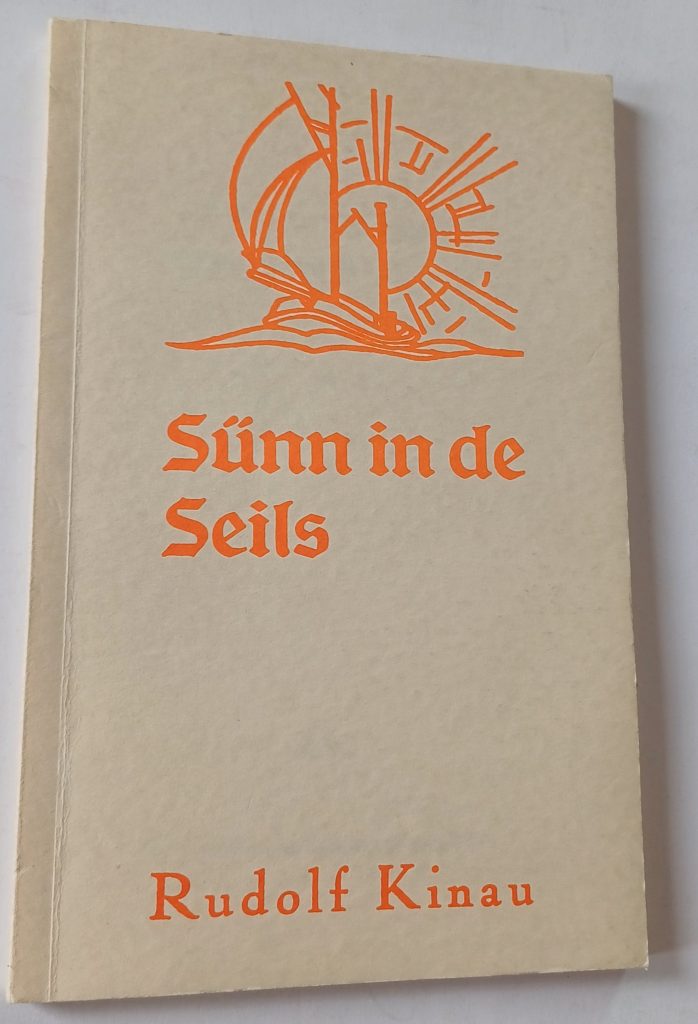 Sünn in de
Seils
Rudolf Kinau